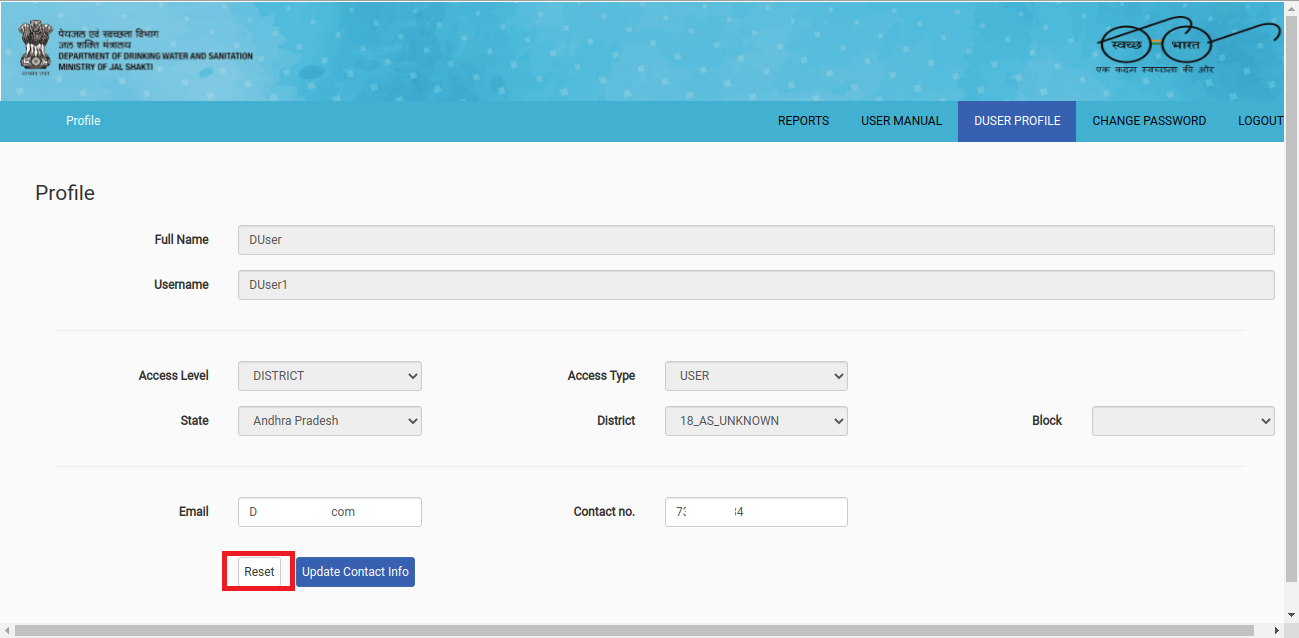 पेयजल एवं स्वच्छता विभाग
जल शक्ति मंत्रालय
DEPARTMENT OF DRINKING WATER AND SANITATION
MINISTRY OF JAL SHAKTI
स्वच्छ भारत
एक कदम स्वच्छता की ओर
Profile REPORTS USER MANUAL DUSER PROFILE CHANGE PASSWORD LOGOUT
Profile
Full Name DUser
Username DUser1
Access Level DISTRICT Access Type USER
State Andhra Pradesh District 18_AS_UNKNOWN Block
Email D com Contact no. 73 34
Reset Update Contact Info